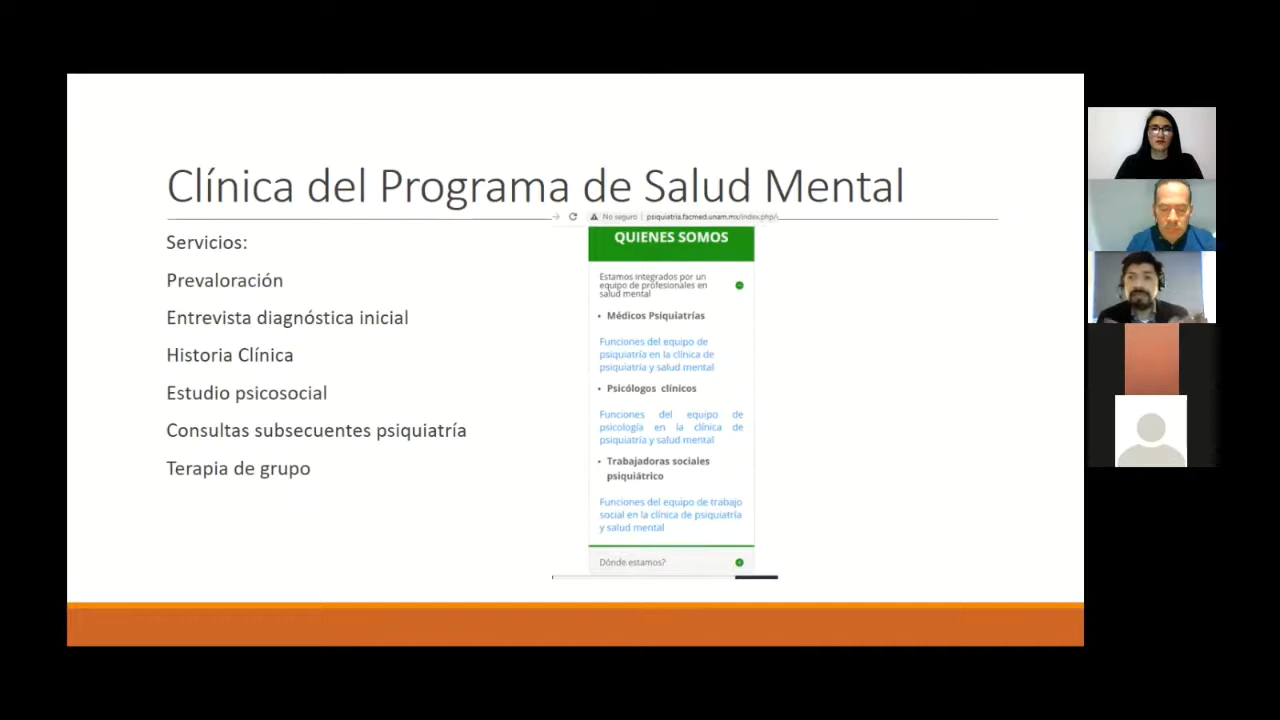 Clínica del Programa de Salud Mental
Servicios:
Prevaloración
Entrevista diagnóstica inicial
Historia Clínica
Estudio psicosocial
Consultas subsecuentes psiquiatría
Terapia de grupo
No seguro | psiquiatria.facmed.unam.mx/index.php/
QUIENES SOMOS
Estamos integrados por un
equipo de profesionales en
salud mental
• Médicos Psiquiatrías
Funciones del equipo de
psiquiatría en la clínica de
psiquiatría y salud mental
• Psicólogos clínicos
Funciones del equipo de
psicología en la clínica de
psiquiatría y salud mental
• Trabajadoras sociales
psiquiátrico
Funciones del equipo de trabajo
social en la clínica de psiquiatría
y salud mental
Dónde estamos?